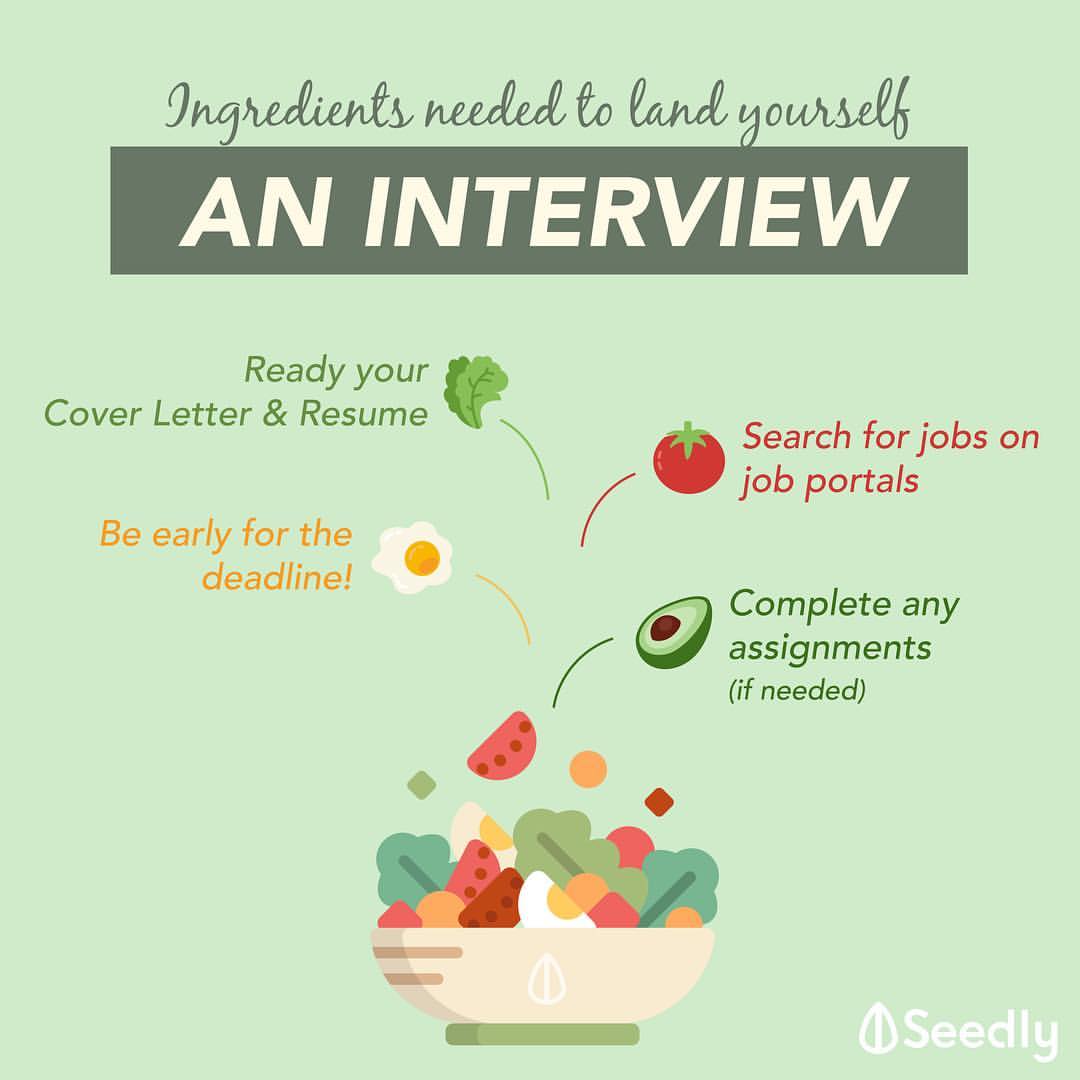 Ingredients needed to land yourself
AN INTERVIEW
Ready your
Cover Letter & Resume
Search for jobs on
job portals
Be early for the
deadline!
Complete any
assignments
(if needed)
Seedly